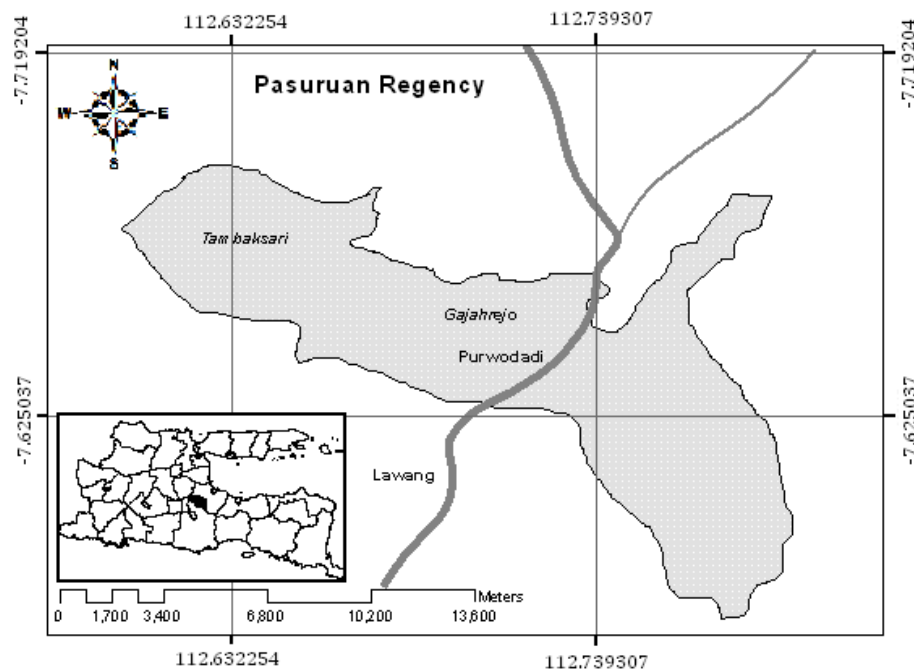 112.632254 112.739307
-7.719204 -7.719204
N
W E
S
Pasuruan Regency
Tambaksari
Gajahrejo
Purwodadi
-7.625037 -7.625037
Lawang
Meters
0 1,700 3,400 6,800 10,200 13,600
112.632254 112.739307